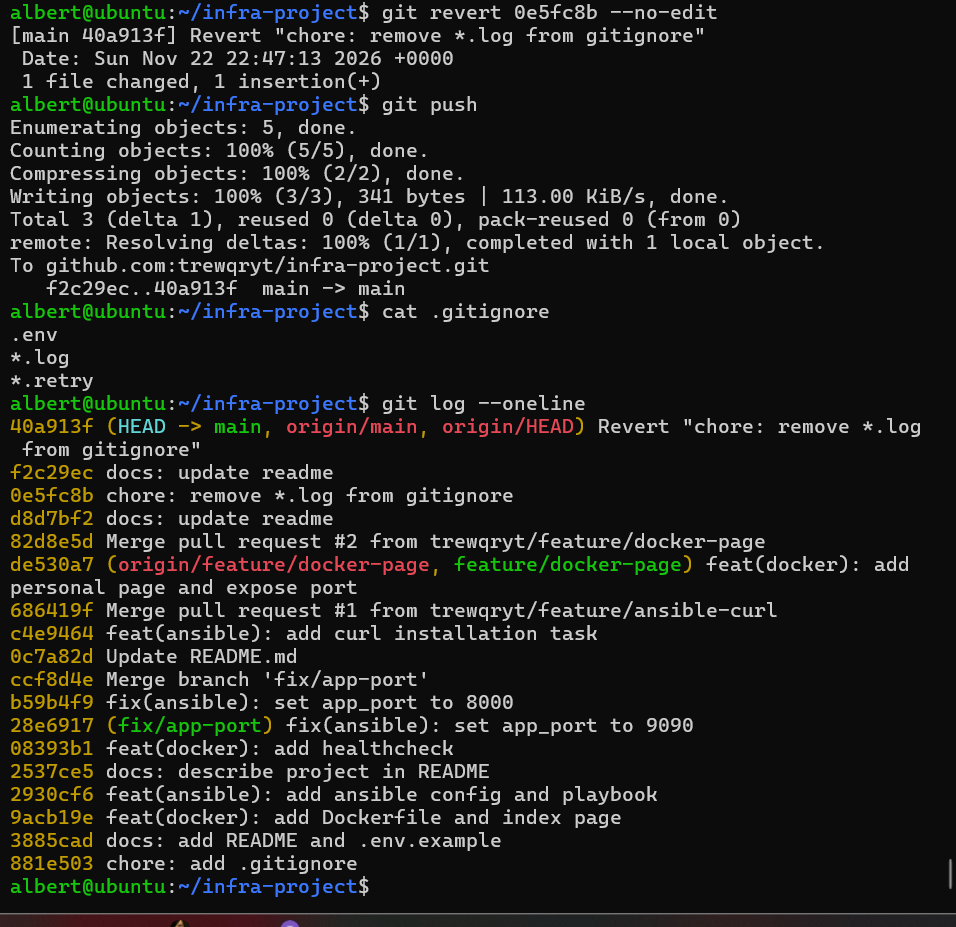 albert@ubuntu:~/infra-project$ git revert 0e5fc8b --no-edit
[main 40a913f] Revert "chore: remove *.log from gitignore"
 Date: Sun Nov 22 22:47:13 2026 +0000
 1 file changed, 1 insertion(+)
albert@ubuntu:~/infra-project$ git push
Enumerating objects: 5, done.
Counting objects: 100% (5/5), done.
Compressing objects: 100% (2/2), done.
Writing objects: 100% (3/3), 341 bytes | 113.00 KiB/s, done.
Total 3 (delta 1), reused 0 (delta 0), pack-reused 0 (from 0)
remote: Resolving deltas: 100% (1/1), completed with 1 local object.
To github.com:trewqryt/infra-project.git
   f2c29ec..40a913f  main -> main
albert@ubuntu:~/infra-project$ cat .gitignore
.env
*.log
*.retry
albert@ubuntu:~/infra-project$ git log --oneline
40a913f (HEAD -> main, origin/main, origin/HEAD) Revert "chore: remove *.log
 from gitignore"
f2c29ec docs: update readme
0e5fc8b chore: remove *.log from gitignore
d8d7bf2 docs: update readme
82d8e5d Merge pull request #2 from trewqryt/feature/docker-page
de530a7 (origin/feature/docker-page, feature/docker-page) feat(docker): add
personal page and expose port
686419f Merge pull request #1 from trewqryt/feature/ansible-curl
c4e9464 feat(ansible): add curl installation task
0c7a82d Update README.md
ccf8d4e Merge branch 'fix/app-port'
b59b4f9 fix(ansible): set app_port to 8000
28e6917 (fix/app-port) fix(ansible): set app_port to 9090
08393b1 feat(docker): add healthcheck
2537ce5 docs: describe project in README
2930cf6 feat(ansible): add ansible config and playbook
9acb19e feat(docker): add Dockerfile and index page
3885cad docs: add README and .env.example
881e503 chore: add .gitignore
albert@ubuntu:~/infra-project$